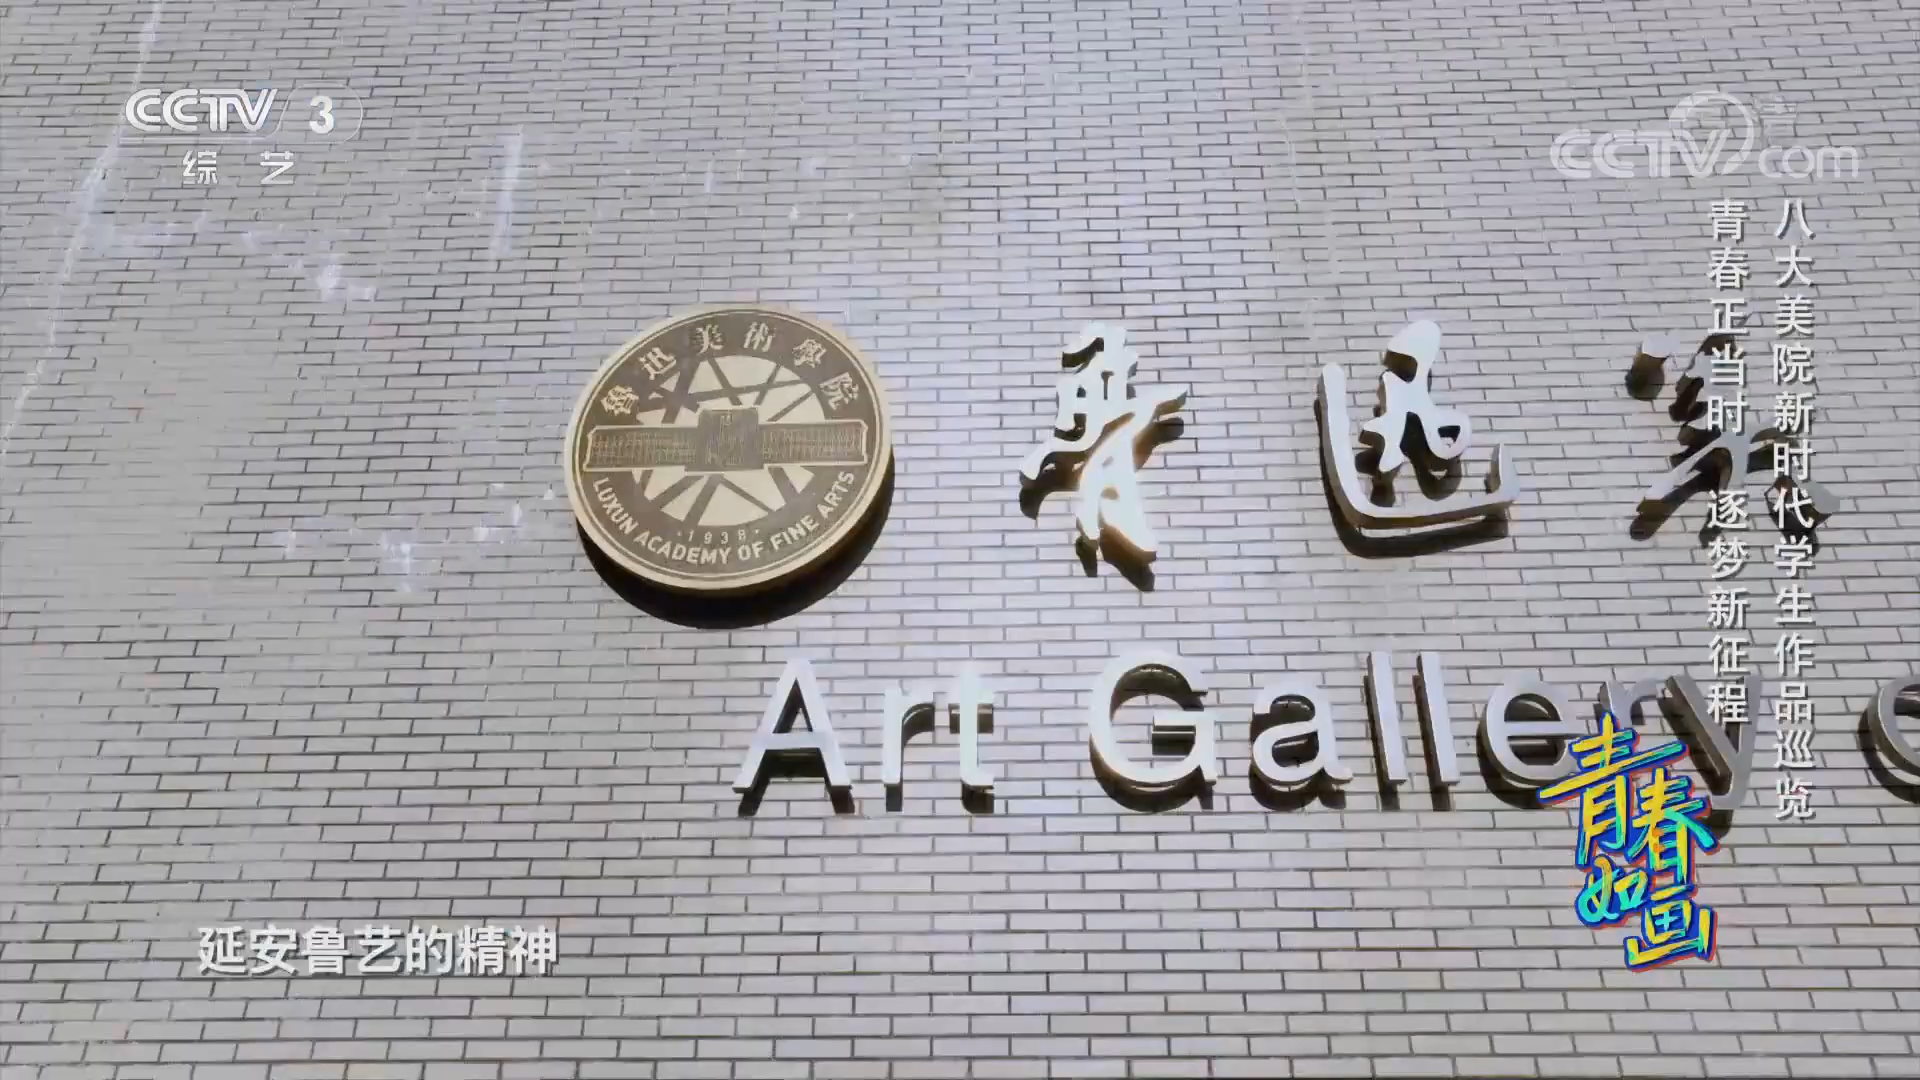 CCTV 3
综艺
CCTV.com
八大美院新时代学生作品巡览
青春正当时 逐梦新征程
魯迅美術學院
1938
LUXUN ACADEMY OF FINE ARTS
鲁迅美
Art Gallery
青春如画
延安鲁艺的精神